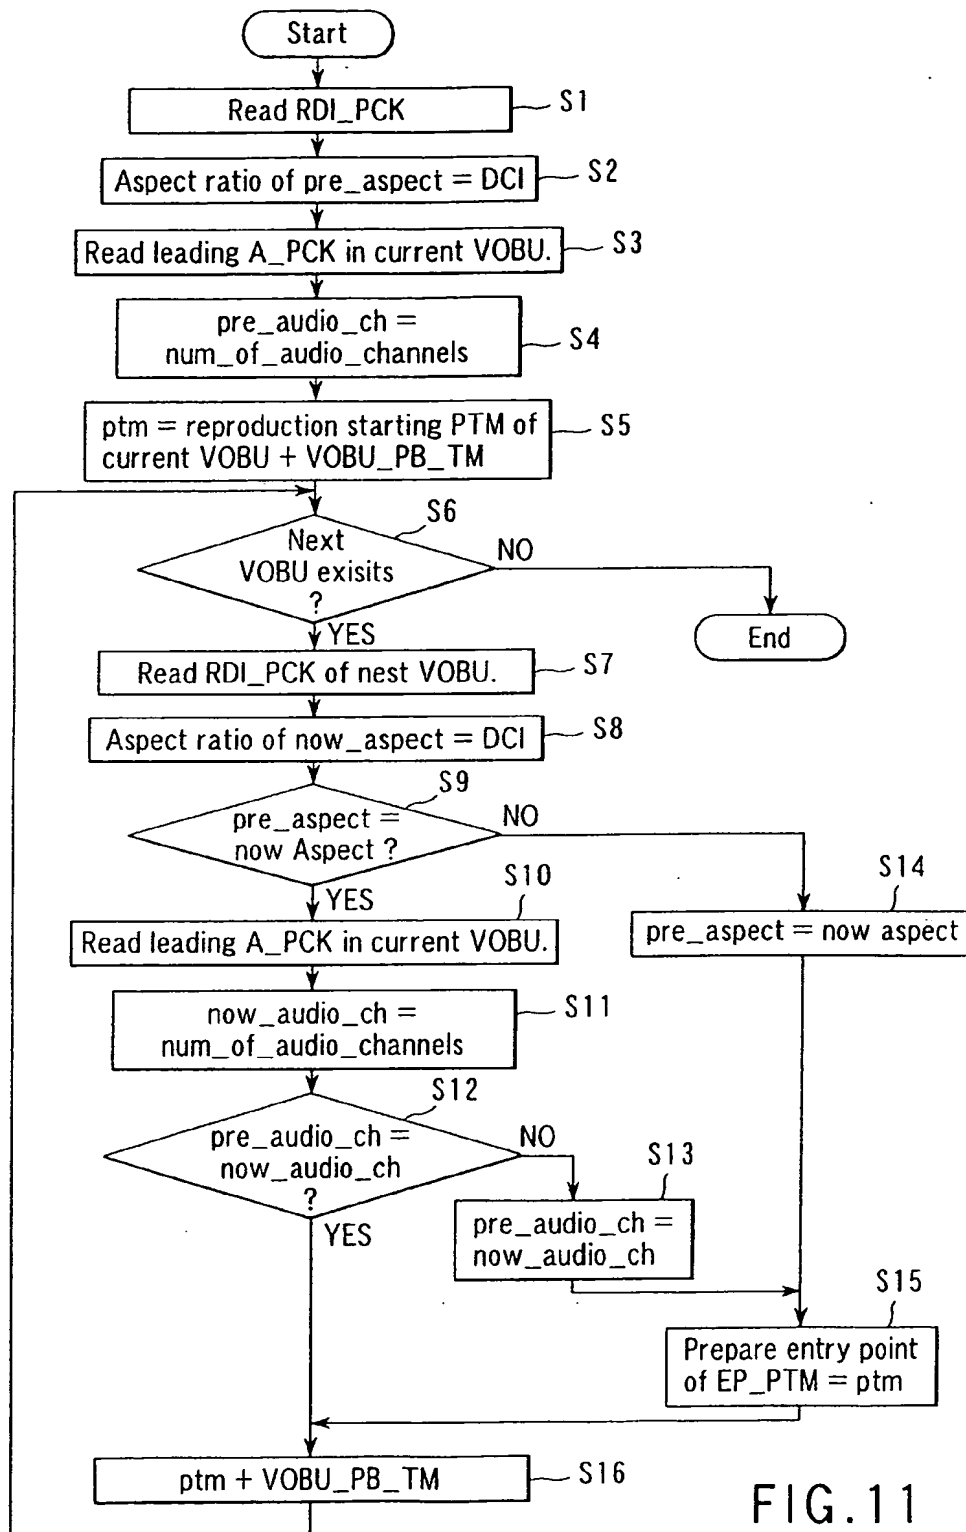 Start
Read RDI_PCK
S1
Aspect ratio of pre_aspect = DCI
S2
Read leading A_PCK in current VOBU.
S3
pre_audio_ch =
num_of_audio_channels
S4
ptm = reproduction starting PTM of
current VOBU + VOBU_PB_TM
S5
S6
Next
VOBU exisits
?
NO
YES
End
Read RDI_PCK of nest VOBU.
S7
Aspect ratio of now_aspect = DCI
S8
S9
pre_aspect =
now Aspect ?
NO
YES
S10
S14
Read leading A_PCK in current VOBU.
pre_aspect = now aspect
now_audio_ch =
num_of_audio_channels
S11
S12
pre_audio_ch =
now_audio_ch
?
NO
YES
S13
pre_audio_ch =
now_audio_ch
S15
Prepare entry point
of EP_PTM = ptm
ptm + VOBU_PB_TM
S16
FIG.11